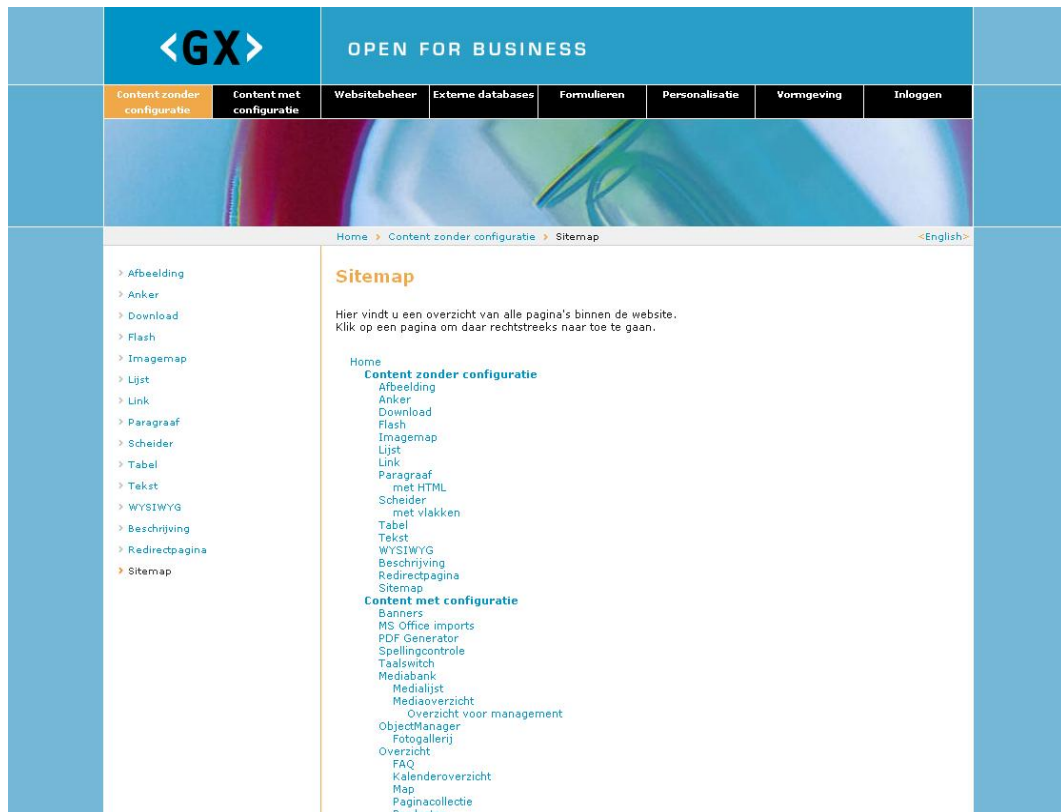 <GX>
OPEN FOR BUSINESS
Content zonder configuratie
Content met configuratie
Websitebeheer
Externe databases
Formulieren
Personalisatie
Vormgeving
Inloggen
Home > Content zonder configuratie > Sitemap
<English>
> Afbeelding
> Anker
> Download
> Flash
> Imagemap
> Lijst
> Link
> Paragraaf
> Scheider
> Tabel
> Tekst
> WYSIWYG
> Beschrijving
> Redirectpagina
> Sitemap
Sitemap
Hier vindt u een overzicht van alle pagina's binnen de website.
Klik op een pagina om daar rechtstreeks naar toe te gaan.
Home
Content zonder configuratie
Afbeelding
Anker
Download
Flash
Imagemap
Lijst
Link
Paragraaf
met HTML
Scheider
met vlakken
Tabel
Tekst
WYSIWYG
Beschrijving
Redirectpagina
Sitemap
Content met configuratie
Banners
MS Office imports
PDF Generator
Spellingcontrole
Taalswitch
Mediabank
Medialijst
Mediaoverzicht
Overzicht voor management
ObjectManager
Fotogallerij
Overzicht
FAQ
Kalenderoverzicht
Map
Paginacollectie